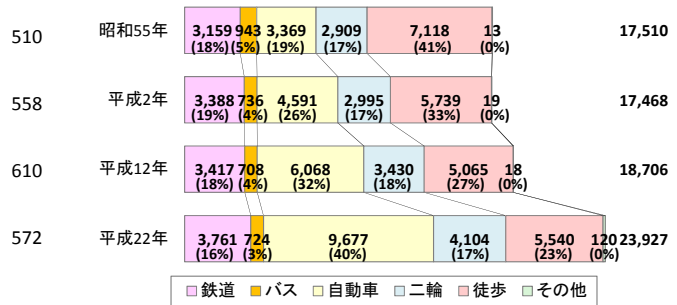 510 昭和55年 3,159 943 3,369 2,909 7,118 13 17,510
(18%) (5%) (19%) (17%) (41%) (0%)
558 平成2年 3,388 736 4,591 2,995 5,739 19 17,468
(19%) (4%) (26%) (17%) (33%) (0%)
610 平成12年 3,417 708 6,068 3,430 5,065 18 18,706
(18%) (4%) (32%) (18%) (27%) (0%)
572 平成22年 3,761 724 9,677 4,104 5,540 120 23,927
(16%) (3%) (40%) (17%) (23%) (0%)
鉄道 バス 自動車 二輪 徒歩 その他